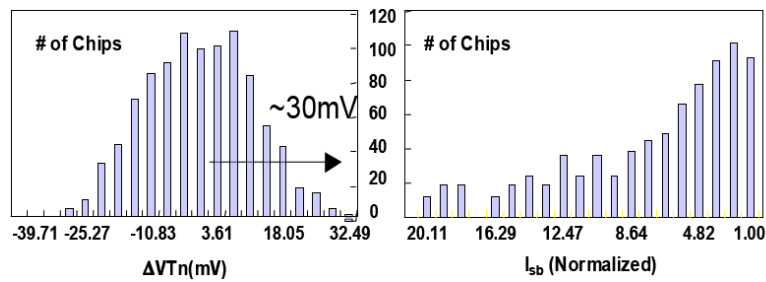 # of Chips
~30mV
-39.71 -25.27 -10.83 3.61 18.05 32.49
ΔVTn(mV)
120
100
80
60
40
20
0
# of Chips
20.11 16.29 12.47 8.64 4.82 1.00
Isb (Normalized)